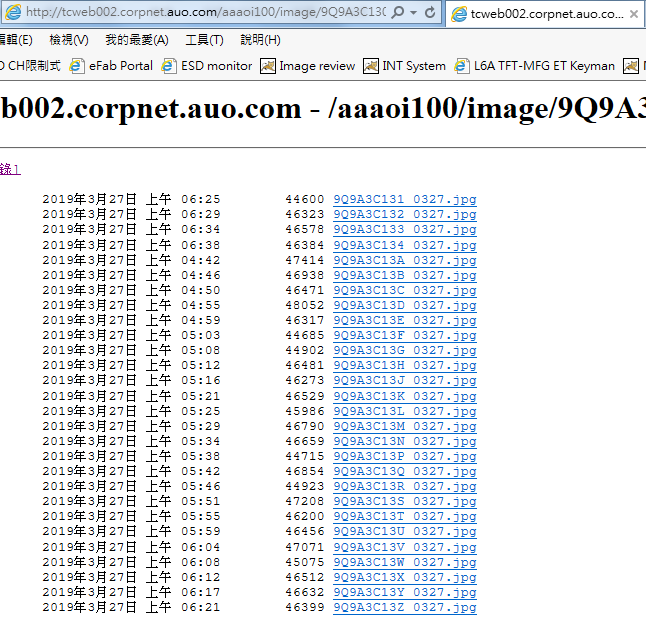 http://tcweb002.corpnet.auo.com/aaaoi100/image/9Q9A3C130
tcweb002.corpnet.auo.co...
編輯(E) 檢視(V) 我的最愛(A) 工具(T) 說明(H)
CH限制式 eFab Portal ESD monitor Image review INT System L6A TFT-MFG ET Keyman
b002.corpnet.auo.com - /aaaoi100/image/9Q9A3
錄]
2019年3月27日 上午 06:25 44600 9Q9A3C131_0327.jpg
2019年3月27日 上午 06:29 46323 9Q9A3C132_0327.jpg
2019年3月27日 上午 06:34 46578 9Q9A3C133_0327.jpg
2019年3月27日 上午 06:38 46384 9Q9A3C134_0327.jpg
2019年3月27日 上午 04:42 47414 9Q9A3C13A_0327.jpg
2019年3月27日 上午 04:46 46938 9Q9A3C13B_0327.jpg
2019年3月27日 上午 04:50 46471 9Q9A3C13C_0327.jpg
2019年3月27日 上午 04:55 48052 9Q9A3C13D_0327.jpg
2019年3月27日 上午 04:59 46317 9Q9A3C13E_0327.jpg
2019年3月27日 上午 05:03 44685 9Q9A3C13F_0327.jpg
2019年3月27日 上午 05:08 44902 9Q9A3C13G_0327.jpg
2019年3月27日 上午 05:12 46481 9Q9A3C13H_0327.jpg
2019年3月27日 上午 05:16 46273 9Q9A3C13J_0327.jpg
2019年3月27日 上午 05:21 46529 9Q9A3C13K_0327.jpg
2019年3月27日 上午 05:25 45986 9Q9A3C13L_0327.jpg
2019年3月27日 上午 05:29 46790 9Q9A3C13M_0327.jpg
2019年3月27日 上午 05:34 46659 9Q9A3C13N_0327.jpg
2019年3月27日 上午 05:38 44715 9Q9A3C13P_0327.jpg
2019年3月27日 上午 05:42 46854 9Q9A3C13Q_0327.jpg
2019年3月27日 上午 05:46 44923 9Q9A3C13R_0327.jpg
2019年3月27日 上午 05:51 47208 9Q9A3C13S_0327.jpg
2019年3月27日 上午 05:55 46200 9Q9A3C13T_0327.jpg
2019年3月27日 上午 05:59 46456 9Q9A3C13U_0327.jpg
2019年3月27日 上午 06:04 47071 9Q9A3C13V_0327.jpg
2019年3月27日 上午 06:08 45075 9Q9A3C13W_0327.jpg
2019年3月27日 上午 06:12 46512 9Q9A3C13X_0327.jpg
2019年3月27日 上午 06:17 46632 9Q9A3C13Y_0327.jpg
2019年3月27日 上午 06:21 46399 9Q9A3C13Z_0327.jpg